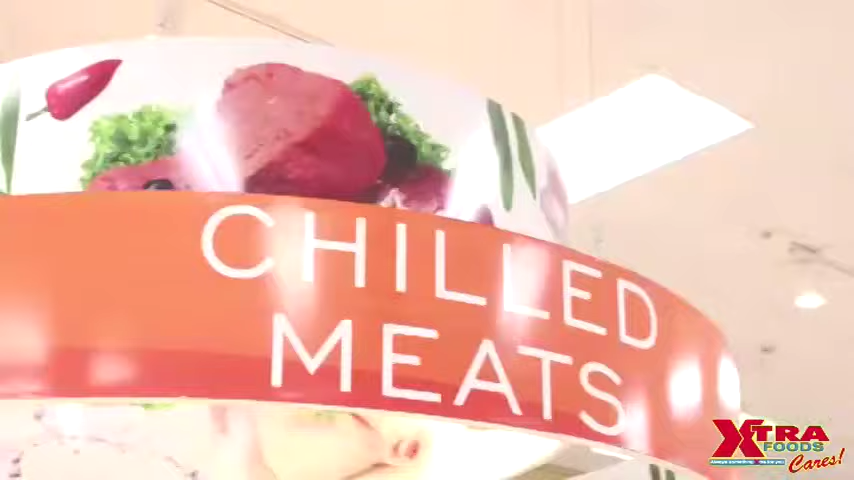 CHILLED
MEATS
XTRA
FOODS
Cares!